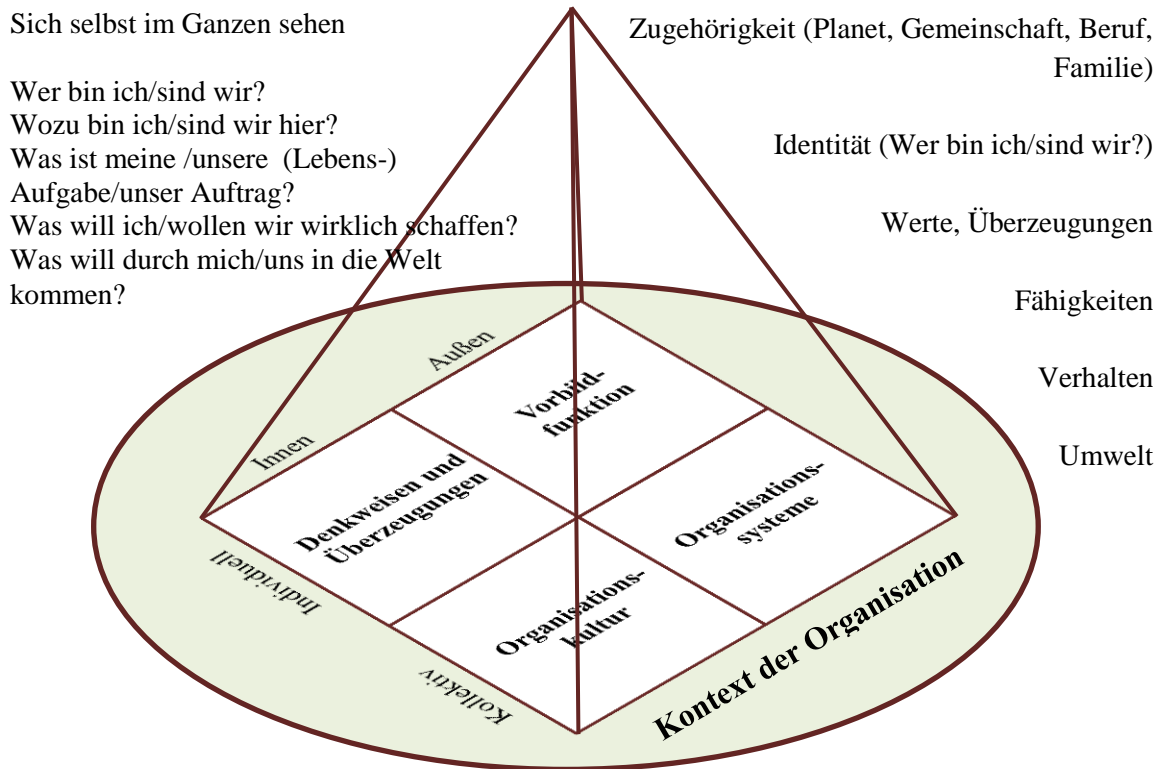 Sich selbst im Ganzen sehen
Wer bin ich/sind wir?
Wozu bin ich/sind wir hier?
Was ist meine /unsere (Lebens-)
Aufgabe/unser Auftrag?
Was will ich/wollen wir wirklich schaffen?
Was will durch mich/uns in die Welt
kommen?
Zugehörigkeit (Planet, Gemeinschaft, Beruf,
Familie)
Identität (Wer bin ich/sind wir?)
Werte, Überzeugungen
Fähigkeiten
Verhalten
Umwelt
Außen
Innen
Vorbild-
funktion
Denkweisen und
Überzeugungen
Organisations-
systeme
Organisations-
kultur
Individuell
Kollektiv
Kontext der Organisation